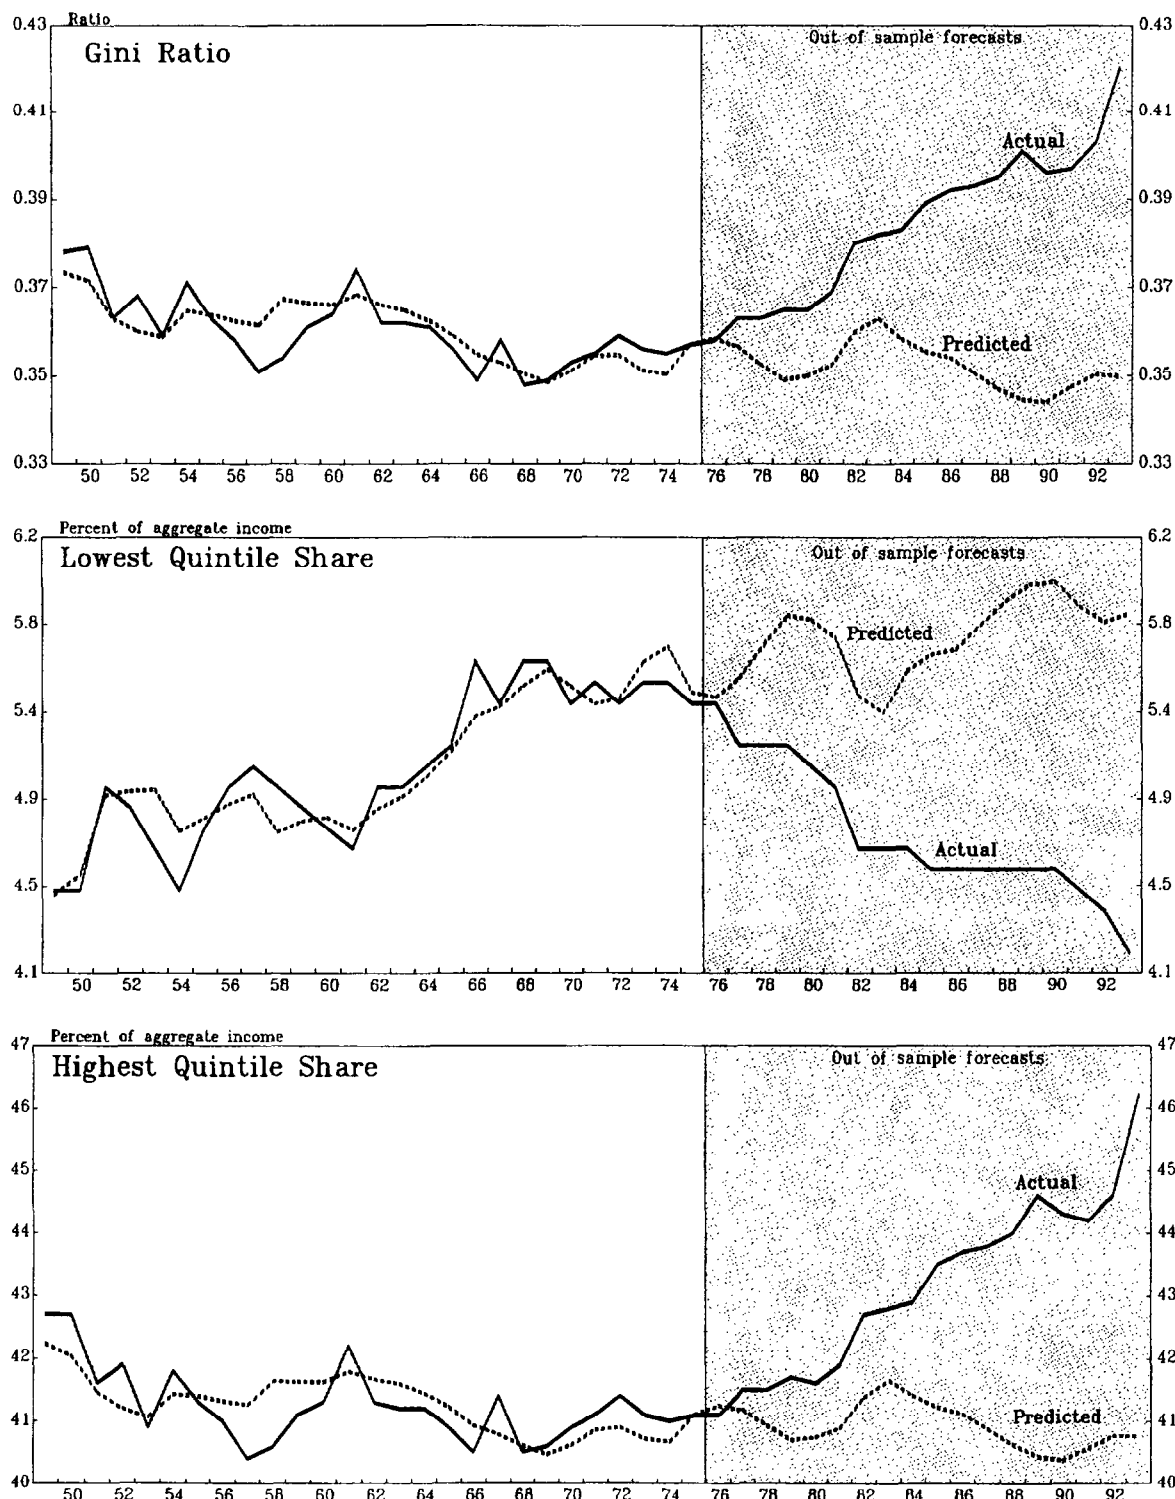 Ratio
Gini Ratio
Out of sample forecasts
0.43 0.43
0.41 0.41
Actual
0.39 0.39
0.37 0.37
Predicted
0.35 0.35
0.33 0.33
50 52 54 56 58 60 62 64 66 68 70 72 74 76 78 80 82 84 86 88 90 92
Percent of aggregate income
Lowest Quintile Share
Out of sample forecasts
6.2 6.2
5.8 5.8
Predicted
5.4 5.4
4.9 4.9
Actual
4.5 4.5
4.1 4.1
50 52 54 56 58 60 62 64 66 68 70 72 74 76 78 80 82 84 86 88 90 92
Percent of aggregate income
Highest Quintile Share
Out of sample forecasts
47 47
46 46
45 45
Actual
44 44
43 43
42 42
41 41
Predicted
40 40
50 52 54 56 58 60 62 64 66 68 70 72 74 76 78 80 82 84 86 88 90 92